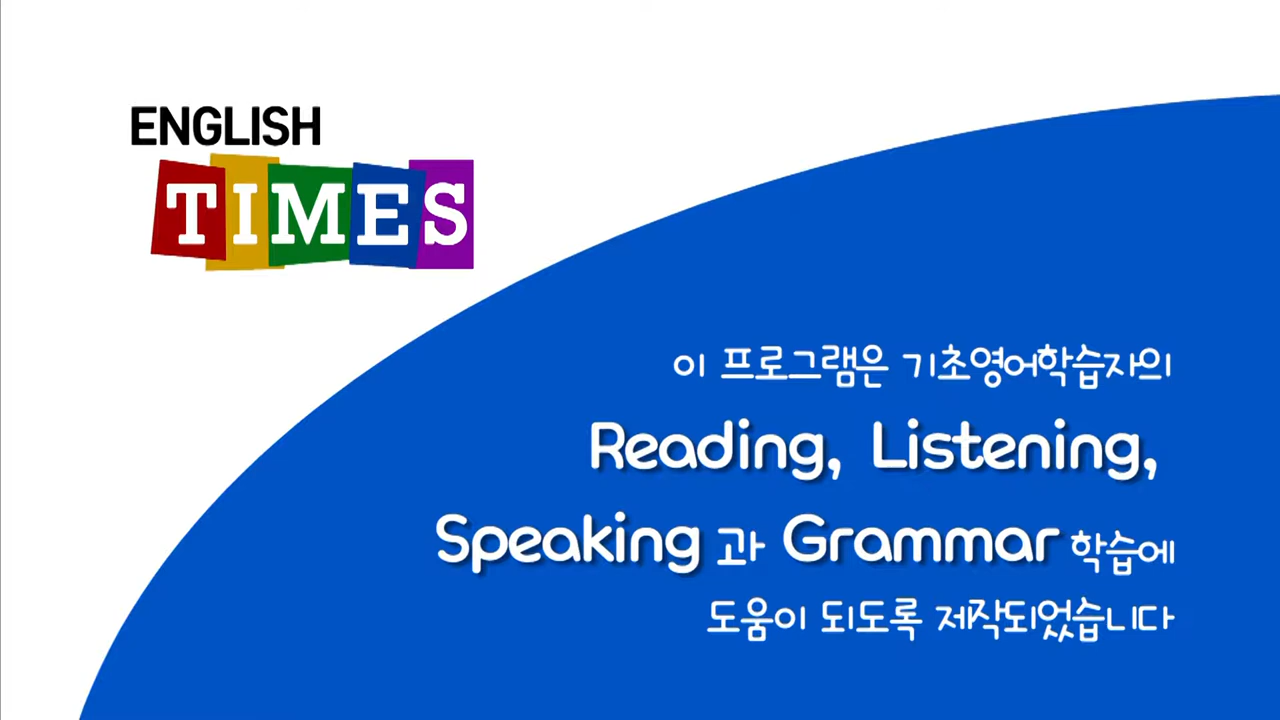 ENGLISH
TIMES
이 프로그램은 기초영어학습자의
Reading, Listening,
Speaking 과 Grammar 학습에
도움이 되도록 제작되었습니다